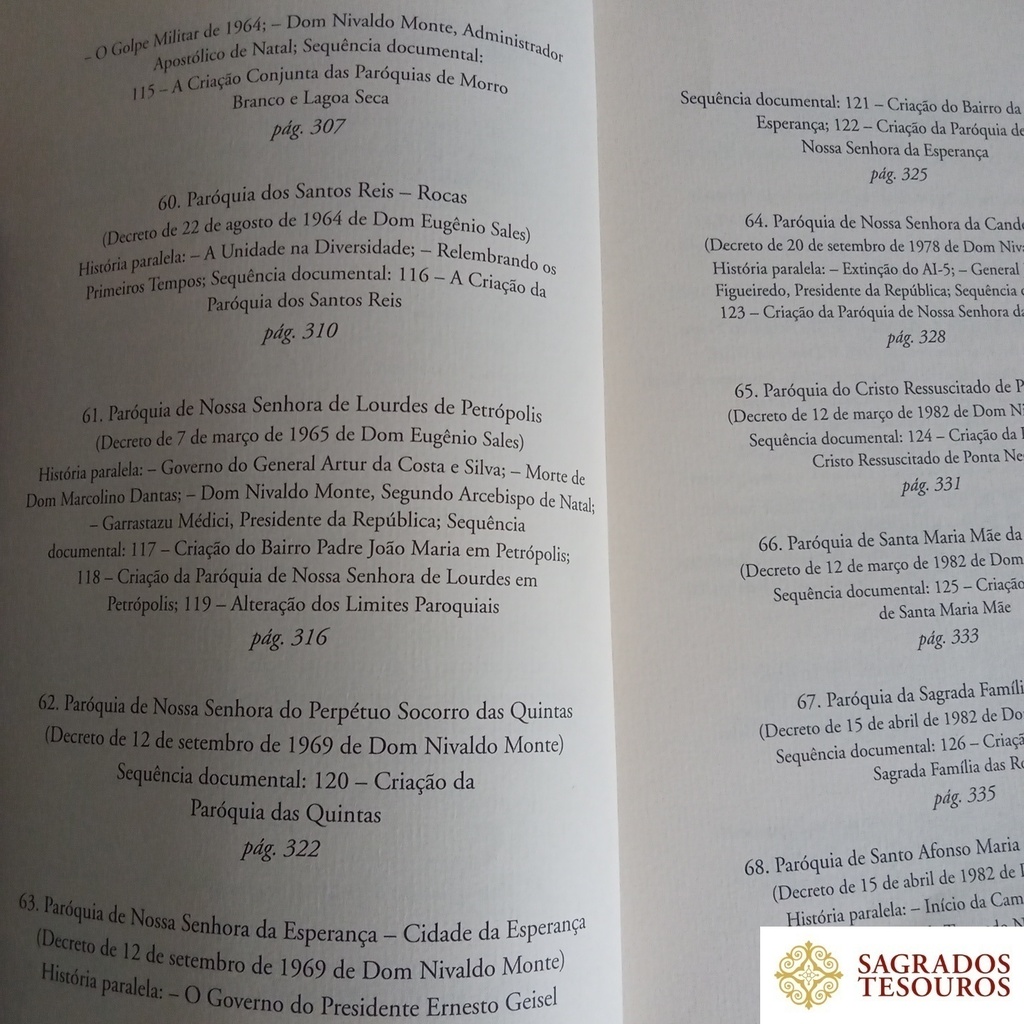 – O Golpe Militar de 1964; – Dom Nivaldo Monte, Administrador
Apostólico de Natal; Sequência documental:
115 – A Criação Conjunta das Paróquias de Morro
Branco e Lagoa Seca
pág. 307
60. Paróquia dos Santos Reis – Rocas
(Decreto de 22 de agosto de 1964 de Dom Eugênio Sales)
História paralela: – A Unidade na Diversidade; – Relembrando os
Primeiros Tempos; Sequência documental: 116 – A Criação da
Paróquia dos Santos Reis
pág. 310
61. Paróquia de Nossa Senhora de Lourdes de Petrópolis
(Decreto de 7 de março de 1965 de Dom Eugênio Sales)
História paralela: – Governo do General Artur da Costa e Silva; – Morte de
Dom Marcolino Dantas; – Dom Nivaldo Monte, Segundo Arcebispo de Natal;
– Garrastazu Médici, Presidente da República; Sequência
documental: 117 – Criação do Bairro Padre João Maria em Petrópolis;
118 – Criação da Paróquia de Nossa Senhora de Lourdes em
Petrópolis; 119 – Alteração dos Limites Paroquiais
pág. 316
62. Paróquia de Nossa Senhora do Perpétuo Socorro das Quintas
(Decreto de 12 de setembro de 1969 de Dom Nivaldo Monte)
Sequência documental: 120 – Criação da
Paróquia das Quintas
pág. 322
63. Paróquia de Nossa Senhora da Esperança – Cidade da Esperança
(Decreto de 12 de setembro de 1969 de Dom Nivaldo Monte)
História paralela: – O Governo do Presidente Ernesto Geisel
Sequência documental: 121 – Criação do Bairro da
Esperança; 122 – Criação da Paróquia de
Nossa Senhora da Esperança
pág. 325
64. Paróquia de Nossa Senhora da
(Decreto de 20 de setembro de 1978 de Dom
História paralela: – Extinção do AI-5; – General
Figueiredo, Presidente da República; Sequência
123 – Criação da Paróquia de Nossa Senhora
pág. 328
65. Paróquia do Cristo Ressuscitado de
(Decreto de 12 de março de 1982 de Dom
Sequência documental: 124 – Criação da
Cristo Ressuscitado de Ponta
pág. 331
66. Paróquia de Santa Maria Mãe da
(Decreto de 12 de março de 1982 de Dom
Sequência documental: 125 – Criação
de Santa Maria Mãe
pág. 333
67. Paróquia da Sagrada
(Decreto de 15 de abril de 1982 de
Sequência documental: 126 –
Sagrada Família das
pág. 335
68. Paróquia de Santo Afonso Maria
(Decreto de 15 de abril de 1982 de
História paralela: – Início da
SAGRADOS
TESOUROS